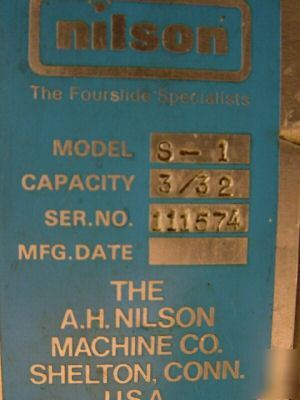 nilson
The Fourslide Specialists
MODEL S-1
CAPACITY 3/32
SER.NO. 111574
MFG.DATE
THE
A.H. NILSON
MACHINE CO.
SHELTON, CONN.
U.S.A.